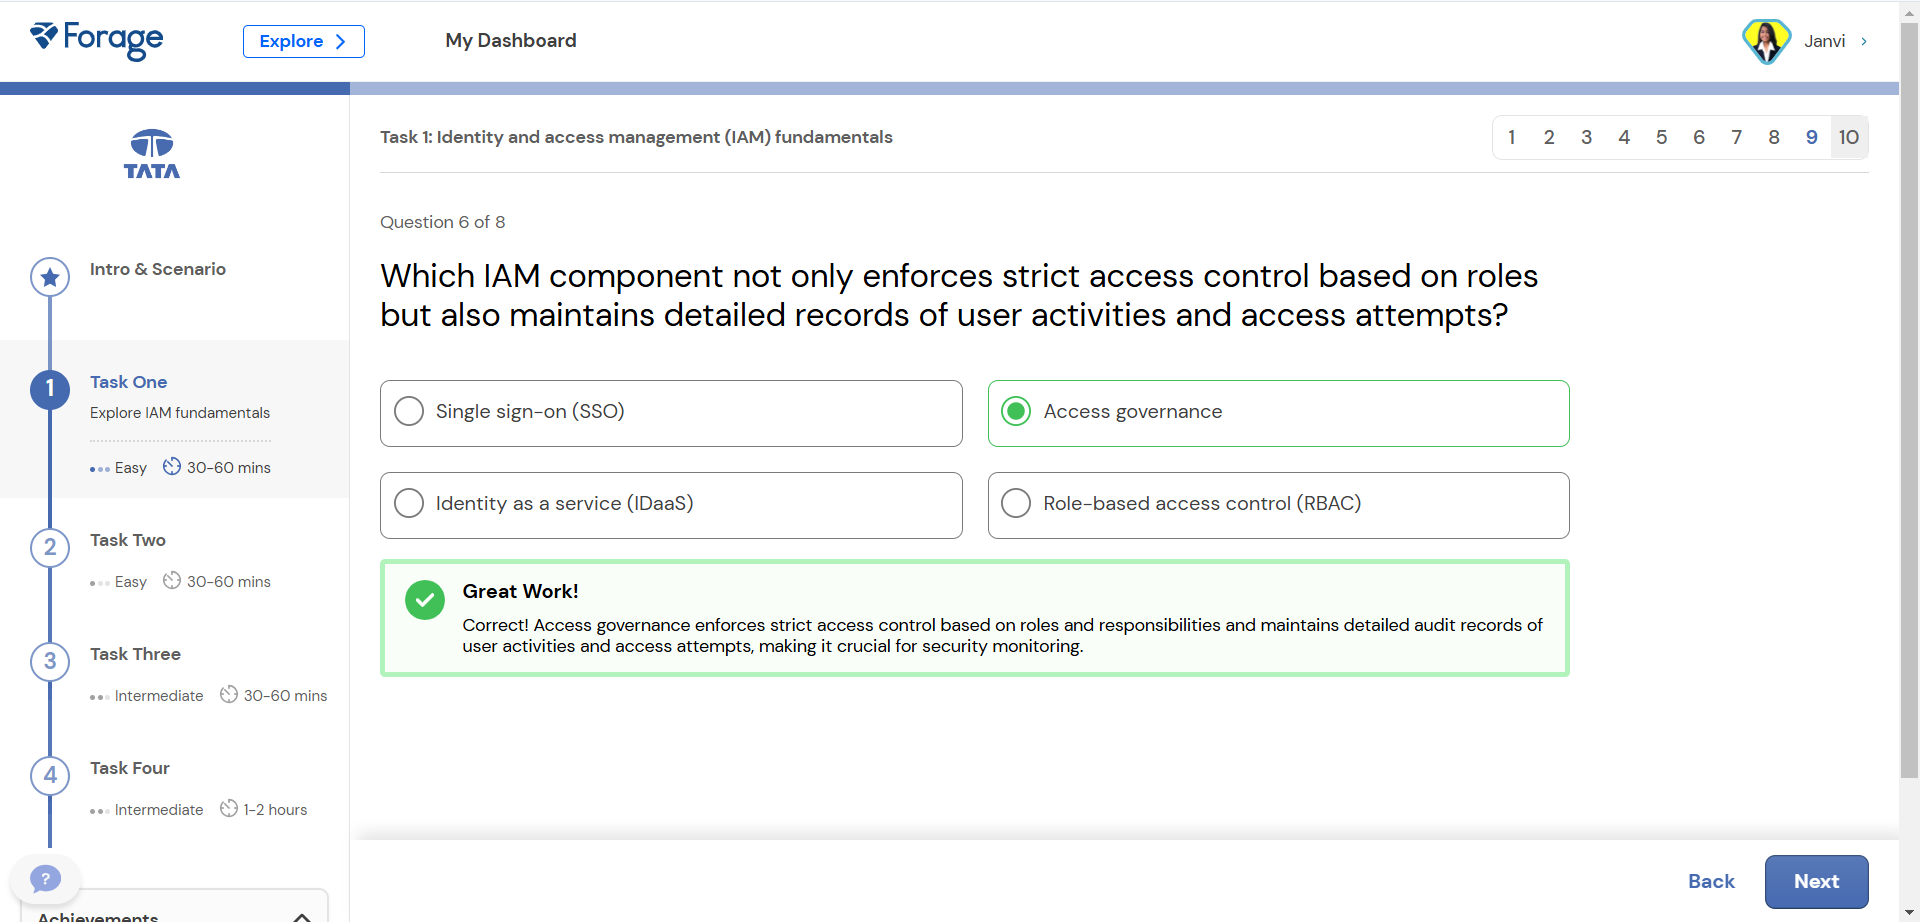 Forage
Explore
My Dashboard
Janvi
TATA
Intro & Scenario
1
Task One
Explore IAM fundamentals
Easy 30-60 mins
2
Task Two
Easy 30-60 mins
3
Task Three
Intermediate 30-60 mins
4
Task Four
Intermediate 1-2 hours
?
Achievements
Task 1: Identity and access management (IAM) fundamentals
1 2 3 4 5 6 7 8 9 10
Question 6 of 8
Which IAM component not only enforces strict access control based on roles
but also maintains detailed records of user activities and access attempts?
Single sign-on (SSO)
Access governance
Identity as a service (IDaaS)
Role-based access control (RBAC)
Great Work!
Correct! Access governance enforces strict access control based on roles and responsibilities and maintains detailed audit records of
user activities and access attempts, making it crucial for security monitoring.
Back
Next